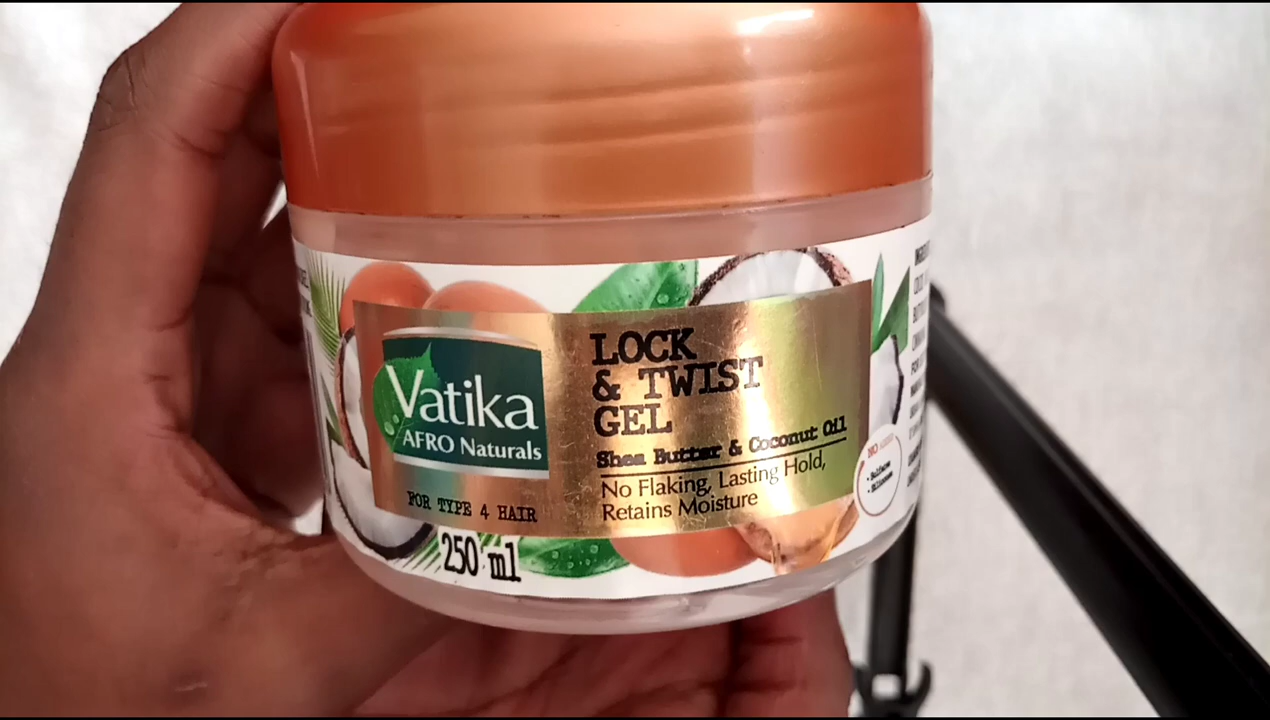 Vatika
AFRO Naturals
FOR TYPE 4 HAIR
250 ml
LOCK
& TWIST
GEL
Shea Butter & Coconut Oil
No Flaking, Lasting Hold,
Retains Moisture
NO